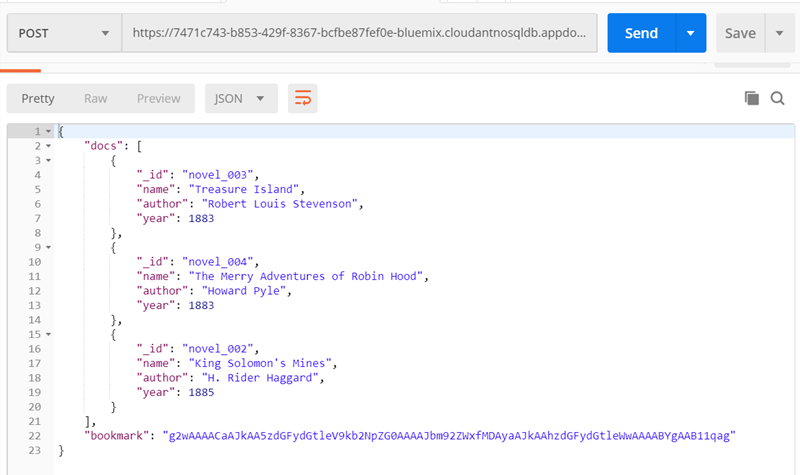 POST https://7471c743-b853-429f-8367-bcfbe87fef0e-bluemix.cloudantnosqldb.appdo... Send Save
Pretty Raw Preview JSON
1 {
2 "docs": [
3 {
4 "_id": "novel_003",
5 "name": "Treasure Island",
6 "author": "Robert Louis Stevenson",
7 "year": 1883
8 },
9 {
10 "_id": "novel_004",
11 "name": "The Merry Adventures of Robin Hood",
12 "author": "Howard Pyle",
13 "year": 1883
14 },
15 {
16 "_id": "novel_002",
17 "name": "King Solomon's Mines",
18 "author": "H. Rider Haggard",
19 "year": 1885
20 }
21 ],
22 "bookmark": "g2wAAAACaAJkAA5zdGFydGtleV9kb2NpZG0AAAAJbm92ZWxfMDAyaAJkAAhzdGFydGtleWwAAAABYgAAB11qag"
23 }